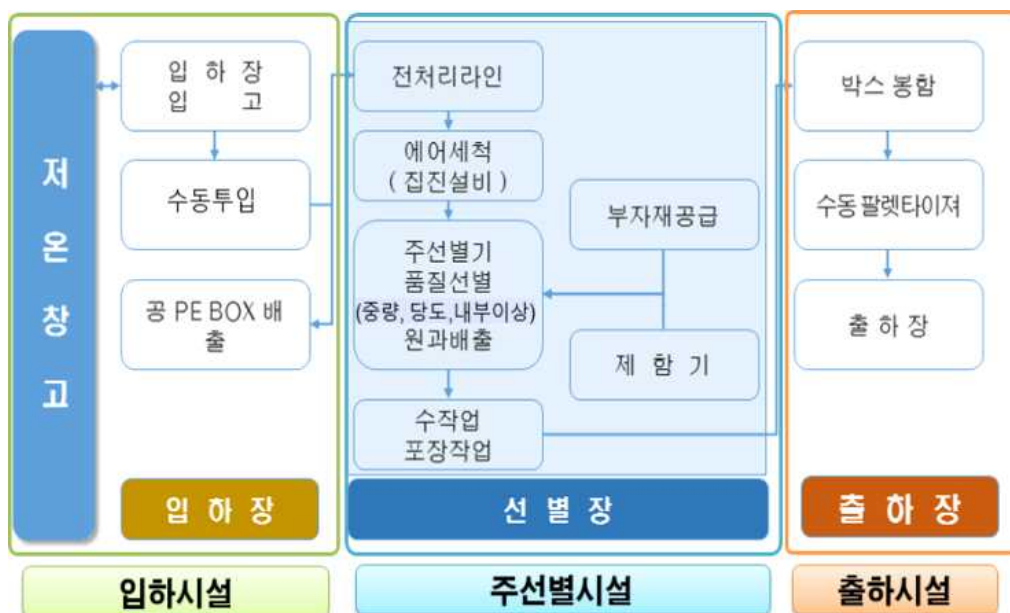 저온창고
입 하 장
입 고
수동투입
공 PE BOX 배
출
입 하 장
입하시설
전처리라인
에어세척
( 집진설비 )
주선별기
품질선별
(중량, 당도,내부이상)
원과배출
수작업
포장작업
부자재공급
제 함 기
선 별 장
주선별시설
박스 봉함
수동 팔렛타이져
출 하 장
출 하 장
출하시설